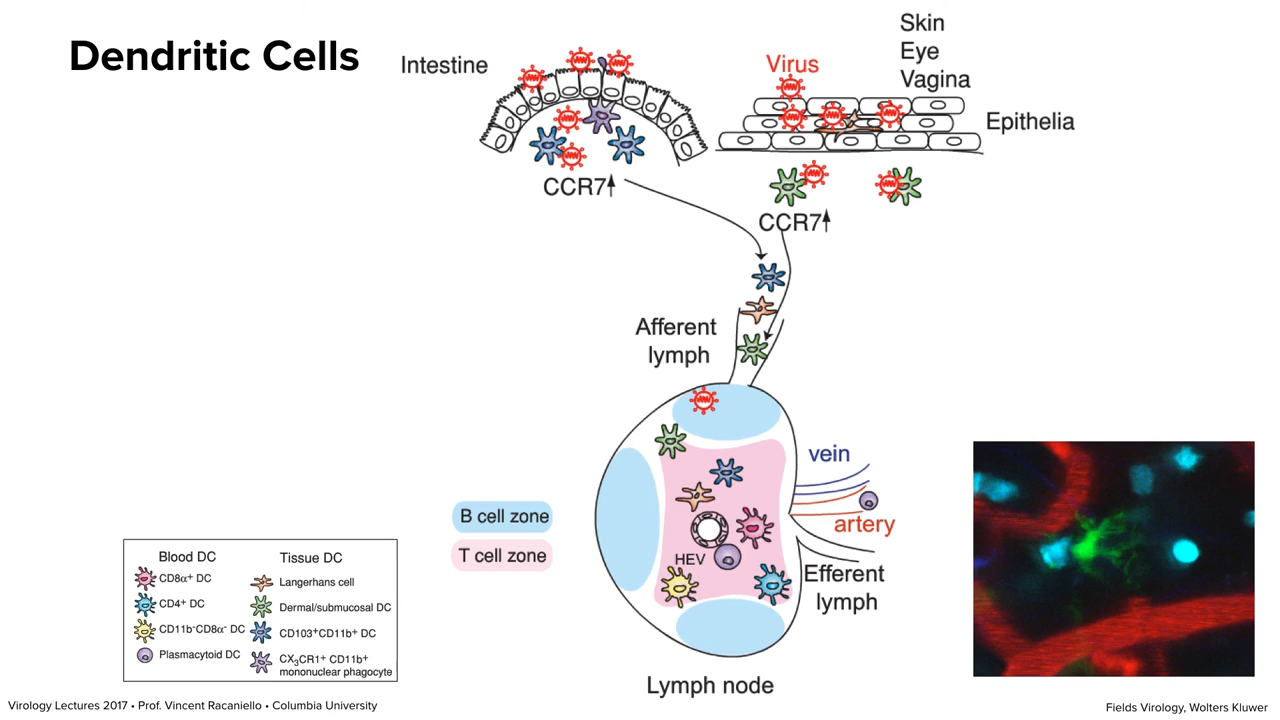 Dendritic Cells
Intestine
Virus
Skin
Eye
Vagina
Epithelia
CCR7
CCR7
Afferent
lymph
vein
artery
B cell zone
T cell zone
HEV
Efferent
lymph
Lymph node
Blood DC
CD8α⁺ DC
CD4⁺ DC
CD11b⁻CD8α⁻ DC
Plasmacytoid DC
Tissue DC
Langerhans cell
Dermal/submucosal DC
CD103⁺CD11b⁺ DC
CX₃CR1⁺ CD11b⁺
mononuclear phagocyte
Virology Lectures 2017 • Prof. Vincent Racaniello • Columbia University
Fields Virology, Wolters Kluwer